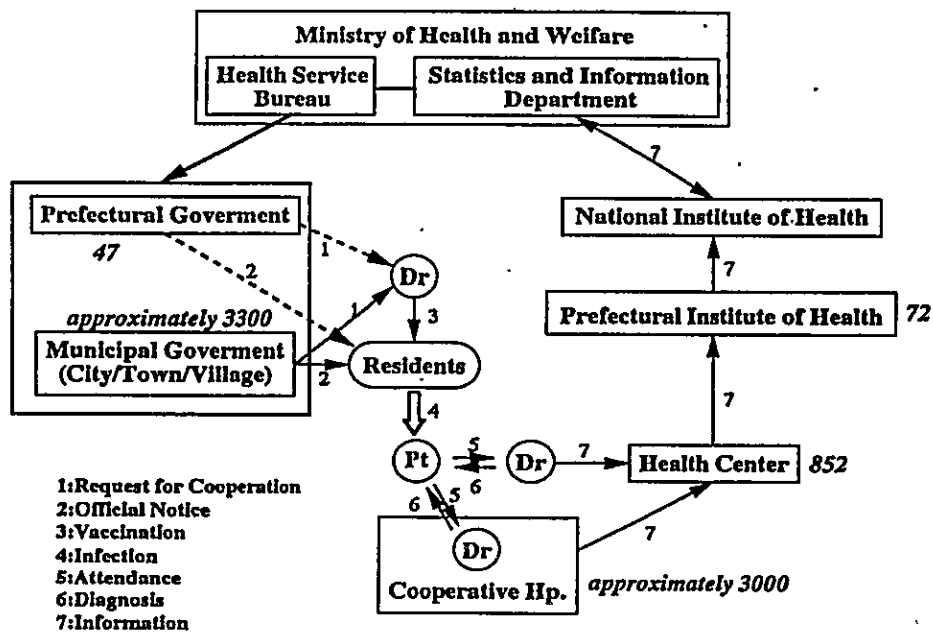 Ministry of Health and Welfare
Health Service
Bureau
Statistics and Information
Department
7
Prefectural Goverment
47
National Institute of Health
1
2
Dr
7
approximately 3300
1
3
Prefectural Institute of Health
72
Municipal Goverment
(City/Town/Village)
2
Residents
4
7
Pt
5
6
Dr
7
Health Center
852
6
5
Dr
Cooperative Hp.
7
approximately 3000
1:Request for Cooperation
2:Official Notice
3:Vaccination
4:Infection
5:Attendance
6:Diagnosis
7:Information